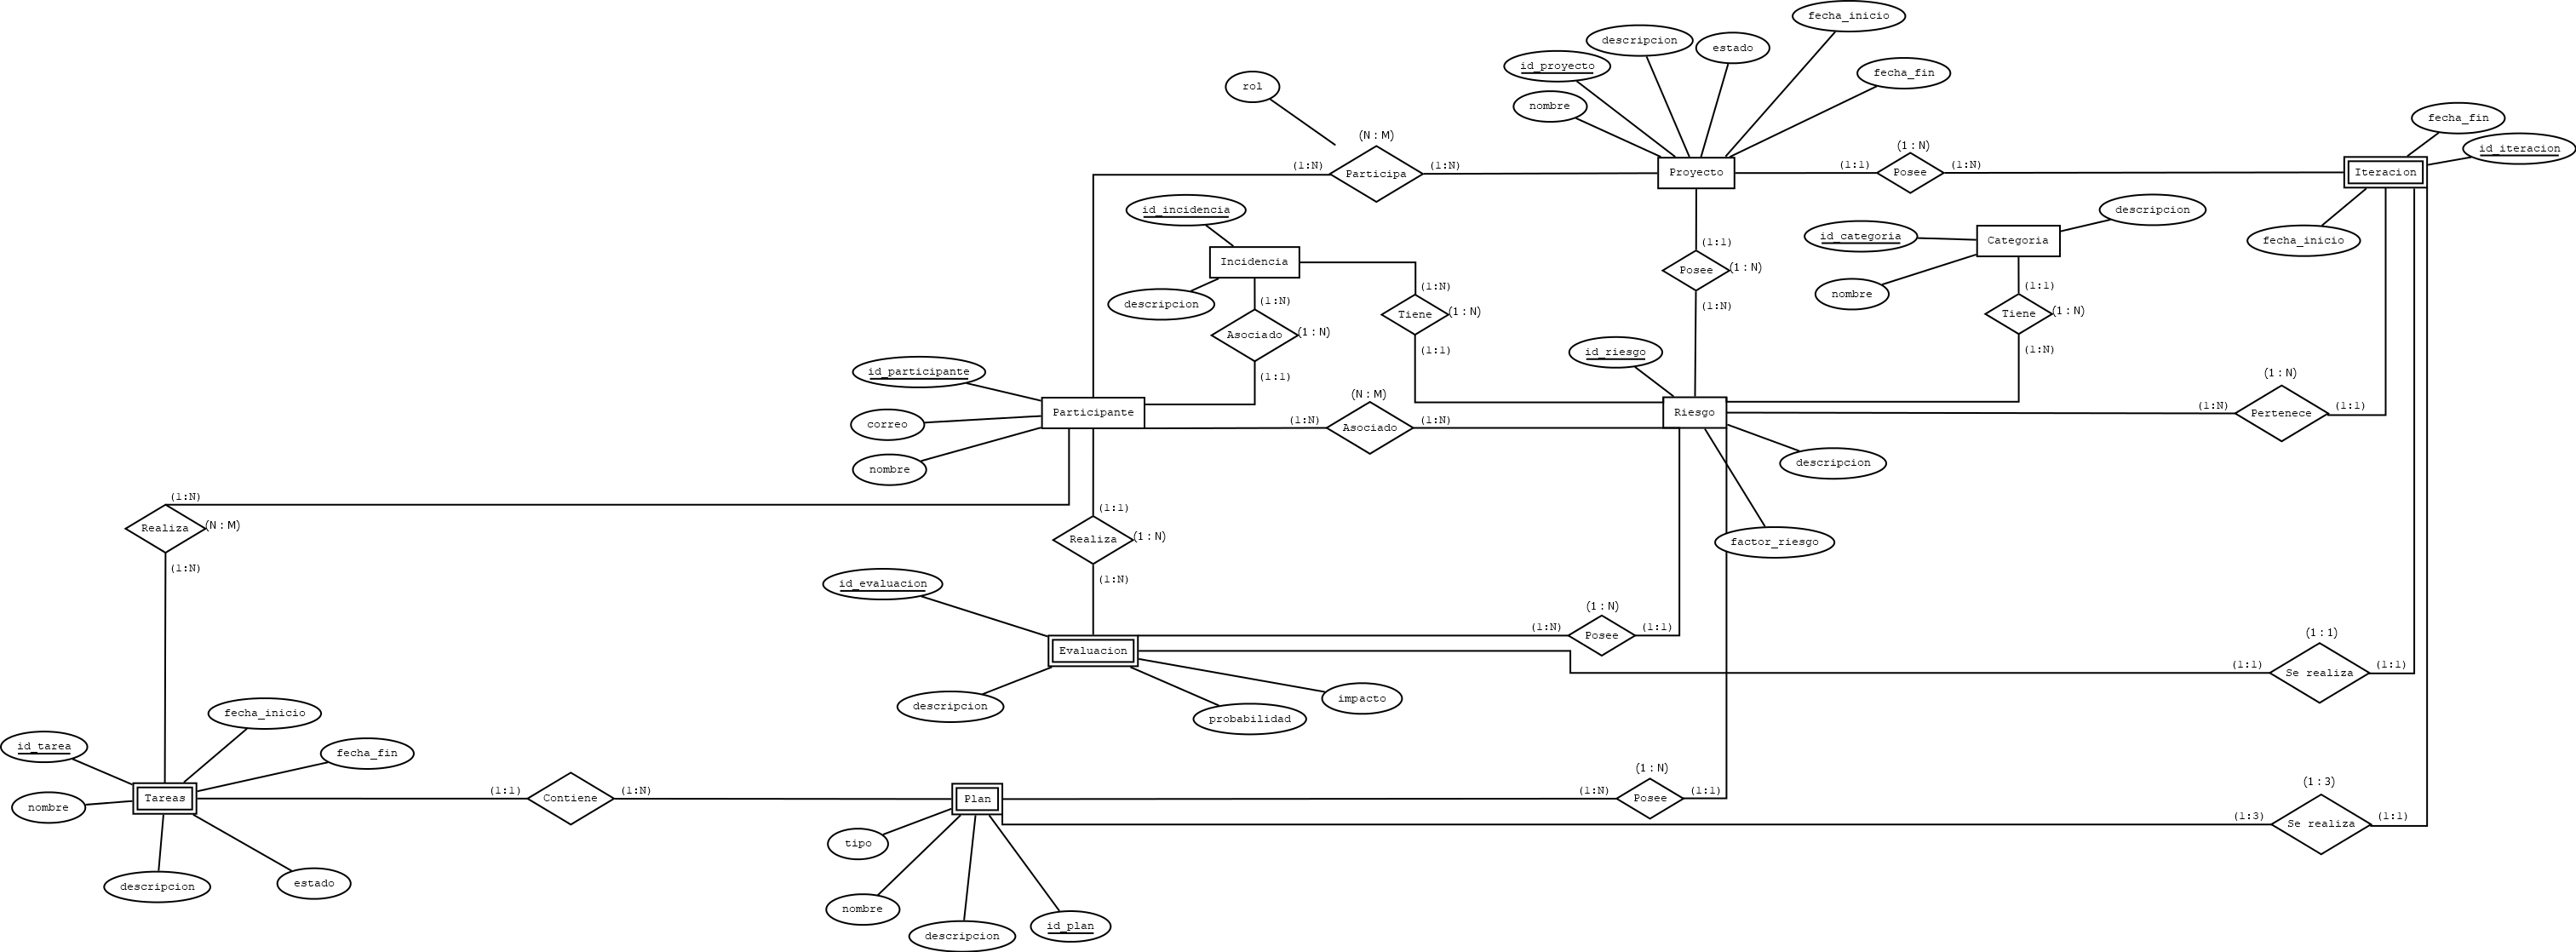 fecha_inicio
descripcion
estado
id_proyecto
fecha_fin
rol
nombre
fecha_fin
(N:M)
(1:N)
id_iteracion
(1:N)
Participa
(1:N)
Proyecto
(1:1)
Posee
(1:N)
Iteracion
id_incidencia
descripcion
id_categoria
Categoria
fecha_inicio
(1:1)
Incidencia
Posee
(1:N)
(1:N)
(1:1)
nombre
descripcion
(1:N)
(1:N)
Tiene
(1:N)
Tiene
(1:N)
Asociado
(1:N)
(1:1)
(1:N)
id_riesgo
id_participante
(1:1)
(1:N)
(N:M)
(1:N)
(1:1)
Participante
Riesgo
Pertenece
correo
(1:N)
Asociado
(1:N)
nombre
descripcion
(1:N)
(1:1)
Realiza
(N:M)
Realiza
(1:N)
factor_riesgo
(1:N)
(1:N)
id_evaluacion
(1:N)
(1:N)
Posee
(1:1)
(1:1)
Evaluacion
(1:1)
Se realiza
(1:1)
impacto
descripcion
fecha_inicio
probabilidad
id_tarea
fecha_fin
(1:N)
(1:3)
(1:1)
(1:N)
(1:N)
(1:1)
Tareas
Contiene
Plan
Posee
nombre
(1:3)
Se realiza
(1:1)
tipo
descripcion
estado
nombre
id_plan
descripcion